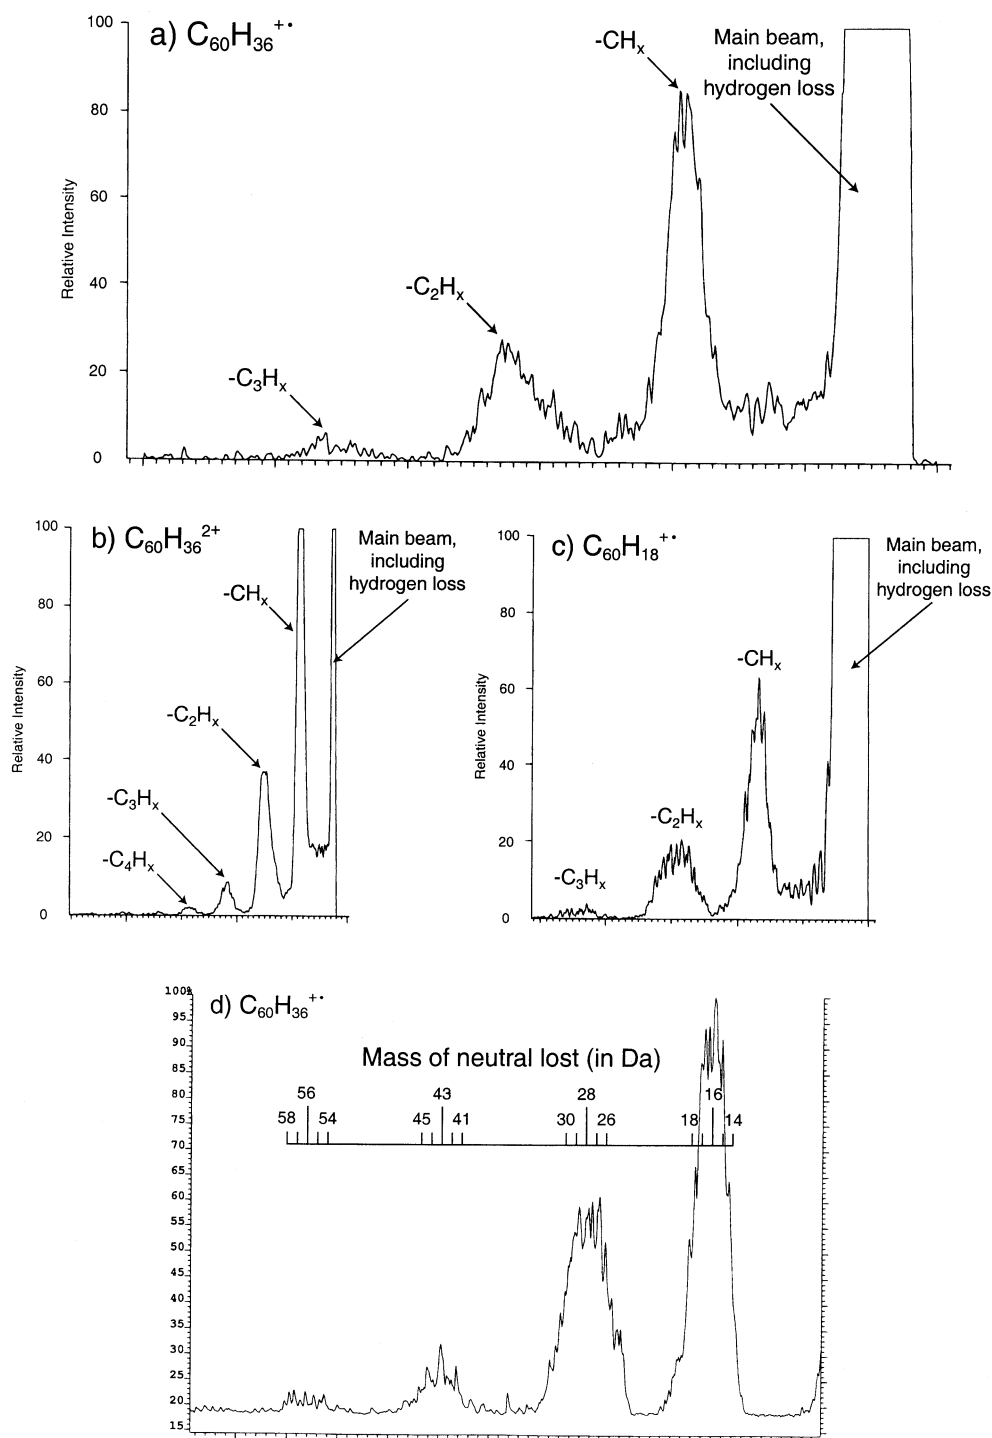 a) C60H36+•
-CHx
Main beam,
including
hydrogen loss
-C2Hx
-C3Hx
Relative Intensity
100
80
60
40
20
0
b) C60H36 2+
Main beam,
including
hydrogen loss
-CHx
-C2Hx
-C3Hx
-C4Hx
Relative Intensity
100
80
60
40
20
0
c) C60H18+•
Main beam,
including
hydrogen loss
-CHx
-C2Hx
-C3Hx
Relative Intensity
100
80
60
40
20
0
d) C60H36+•
Mass of neutral lost (in Da)
56 43 28 16
58 54 45 41 30 26 18 14
100%
95
90
85
80
75
70
65
60
55
50
45
40
35
30
25
20
15